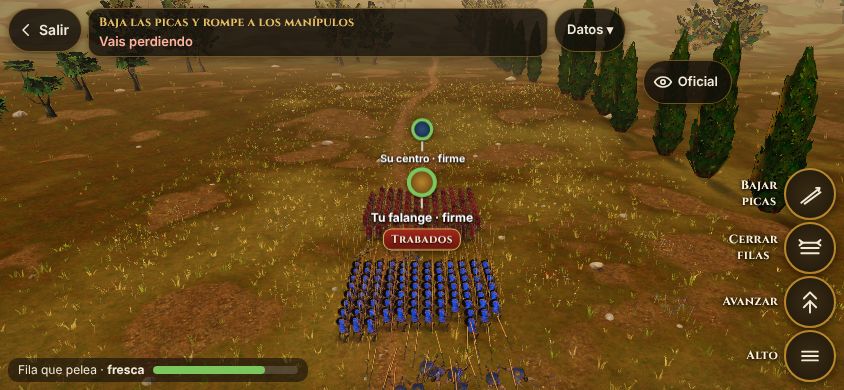 Salir
Baja las picas y rompe a los manípulos
Vais perdiendo
Datos ▾
Oficial
Su centro · firme
Tu falange · firme
Trabados
Bajar
picas
Cerrar
filas
Avanzar
Alto
Fila que pelea · fresca